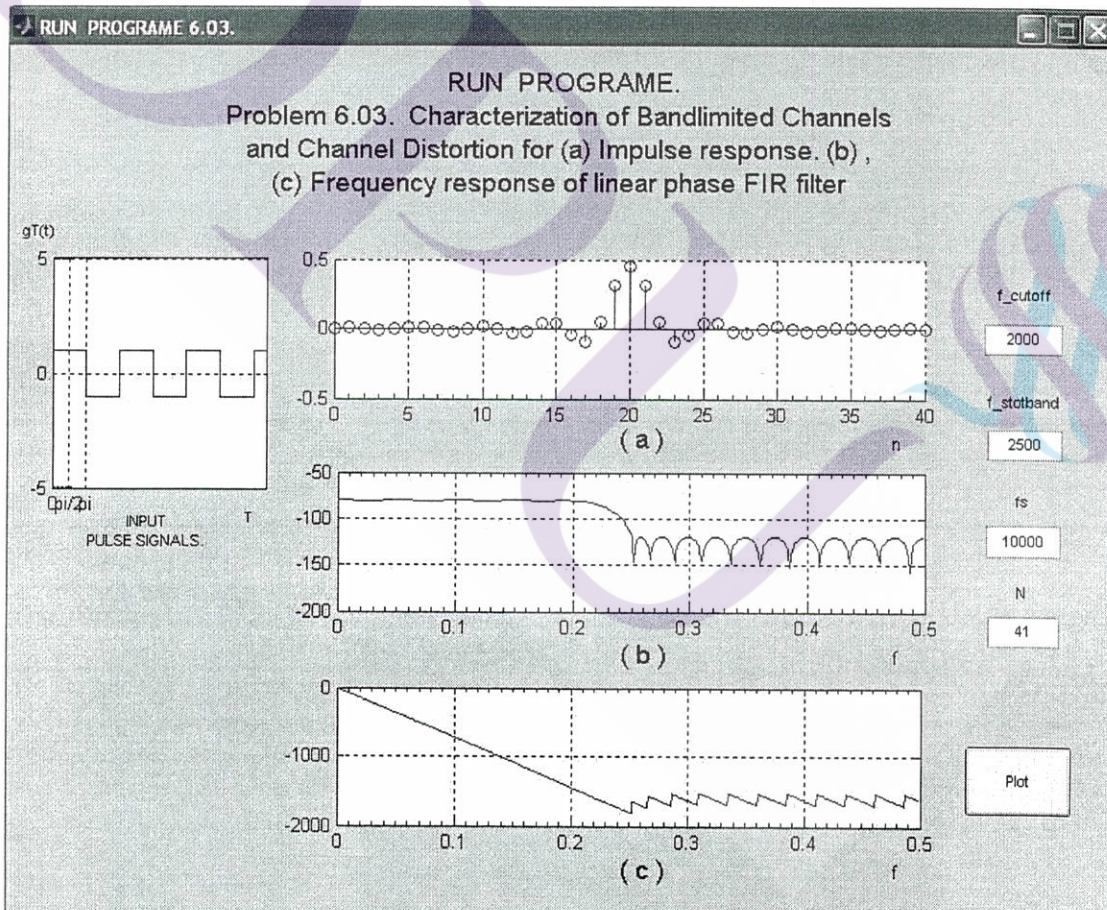 RUN PROGRAME 6.03.
RUN PROGRAME.
Problem 6.03. Characterization of Bandlimited Channels
and Channel Distortion for (a) Impulse response. (b) ,
(c) Frequency response of linear phase FIR filter
gT(t)
5
0
-5
0 pi/2 pi
T
INPUT
PULSE SIGNALS.
0.5
0
-0.5
0 5 10 15 20 25 30 35 40
(a)
n
-50
-100
-150
-200
0 0.1 0.2 0.3 0.4 0.5
(b)
f
0
-1000
-2000
0 0.1 0.2 0.3 0.4 0.5
(c)
f
f_cutoff
2000
f_stotband
2500
fs
10000
N
41
Plot